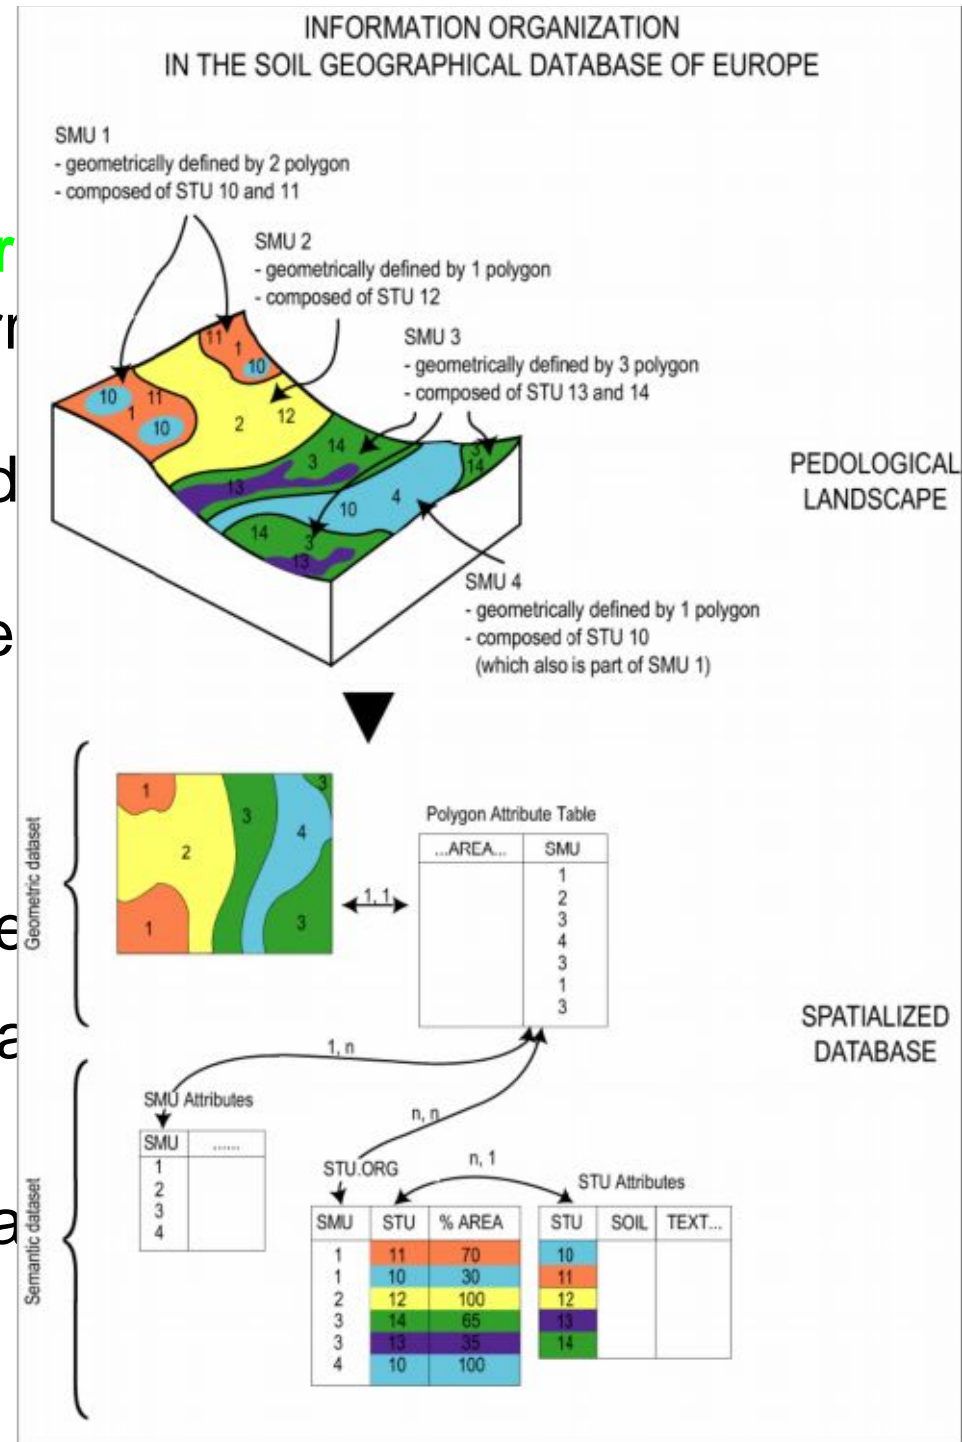 INFORMATION ORGANIZATION
IN THE SOIL GEOGRAPHICAL DATABASE OF EUROPE
SMU 1
- geometrically defined by 2 polygon
- composed of STU 10 and 11
SMU 2
- geometrically defined by 1 polygon
- composed of STU 12
SMU 3
- geometrically defined by 3 polygon
- composed of STU 13 and 14
11
1
10
10
11
1
10
2
12
14
3
13
3
14
4
10
14
3
13
PEDOLOGICAL
LANDSCAPE
SMU 4
- geometrically defined by 1 polygon
- composed of STU 10
(which also is part of SMU 1)
Geometric dataset
1
3
3
4
2
1
3
1, 1
Polygon Attribute Table
...AREA... SMU
1
2
3
4
3
1
3
SPATIALIZED
DATABASE
Semantic dataset
1, n
SMU Attributes
SMU ......
1
2
3
4
n, n
n, 1
STU.ORG
SMU STU % AREA
1 11 70
1 10 30
2 12 100
3 14 65
3 13 35
4 10 100
STU Attributes
STU SOIL TEXT...
10
11
12
13
14